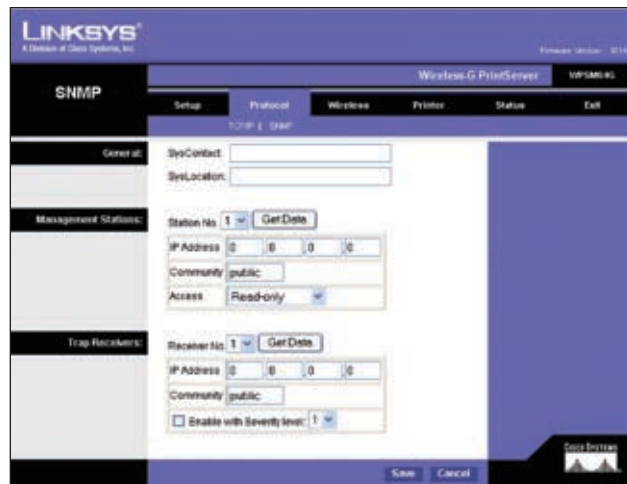 LINKSYS®
A Division of Cisco Systems, Inc.
Firmware Version:
Wireless-G PrintServer WPSM54G
SNMP
Setup Protocol Wireless Printer Status Exit
TCP/IP | SNMP
General:
SysContact:
SysLocation:
Management Stations:
Station No. 1 Get Data
IP Address 0 .0 .0 .0
Community public
Access Read-only
Trap Receivers:
Receiver No. 1 Get Data
IP Address 0 .0 .0 .0
Community public
Enable with Severity level: 1
Save Cancel
Cisco Systems